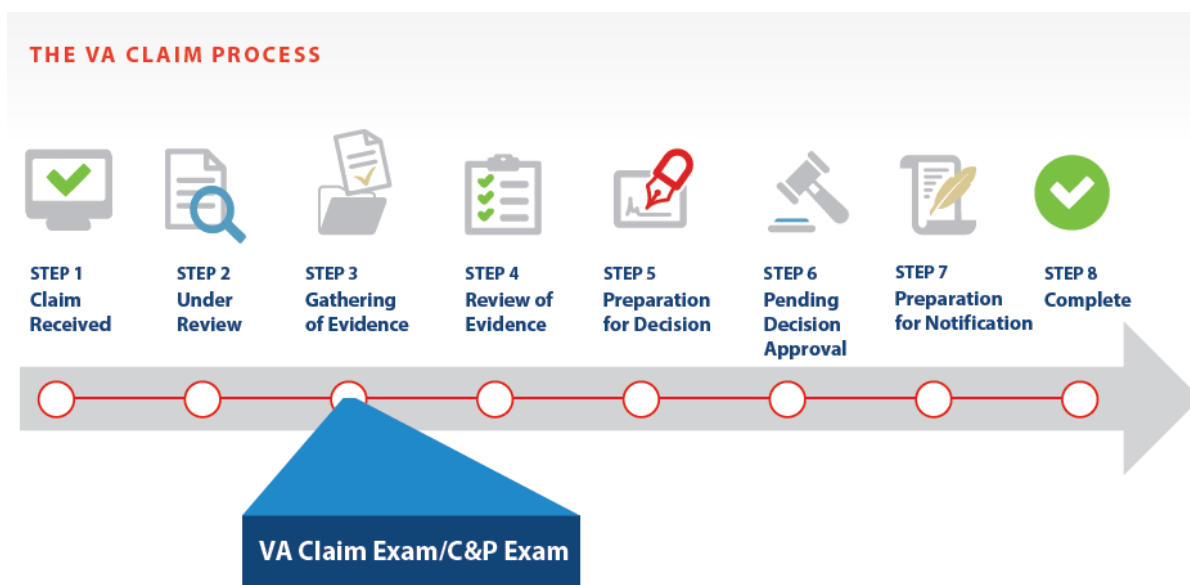 THE VA CLAIM PROCESS
STEP 1
Claim
Received
STEP 2
Under
Review
STEP 3
Gathering
of Evidence
STEP 4
Review of
Evidence
STEP 5
Preparation
for Decision
STEP 6
Pending
Decision
Approval
STEP 7
Preparation
for Notification
STEP 8
Complete
VA Claim Exam/C&P Exam